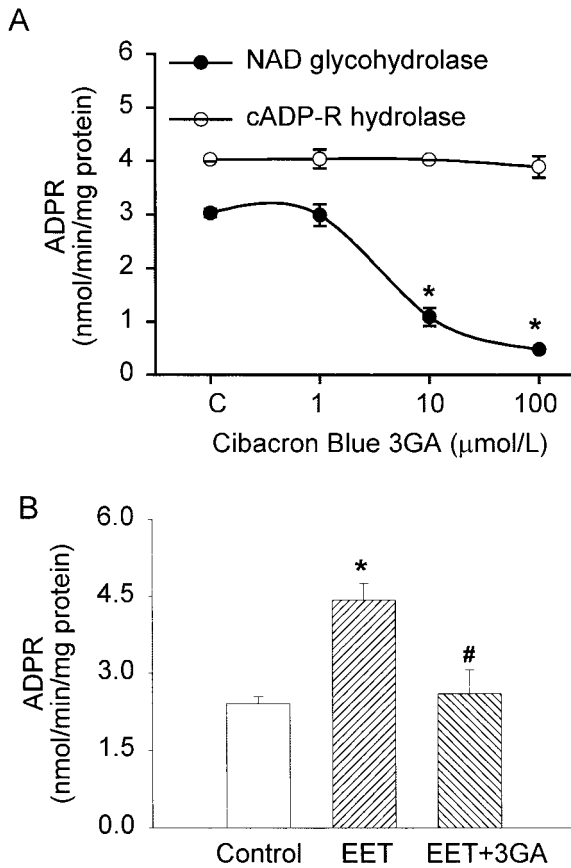 A
NAD glycohydrolase
cADP-R hydrolase
ADPR
(nmol/min/mg protein)
6
5
4
3
2
1
0
*
*
C 1 10 100
Cibacron Blue 3GA (μmol/L)
B
ADPR
(nmol/min/mg protein)
6.0
4.5
3.0
1.5
0.0
*
#
Control EET EET+3GA